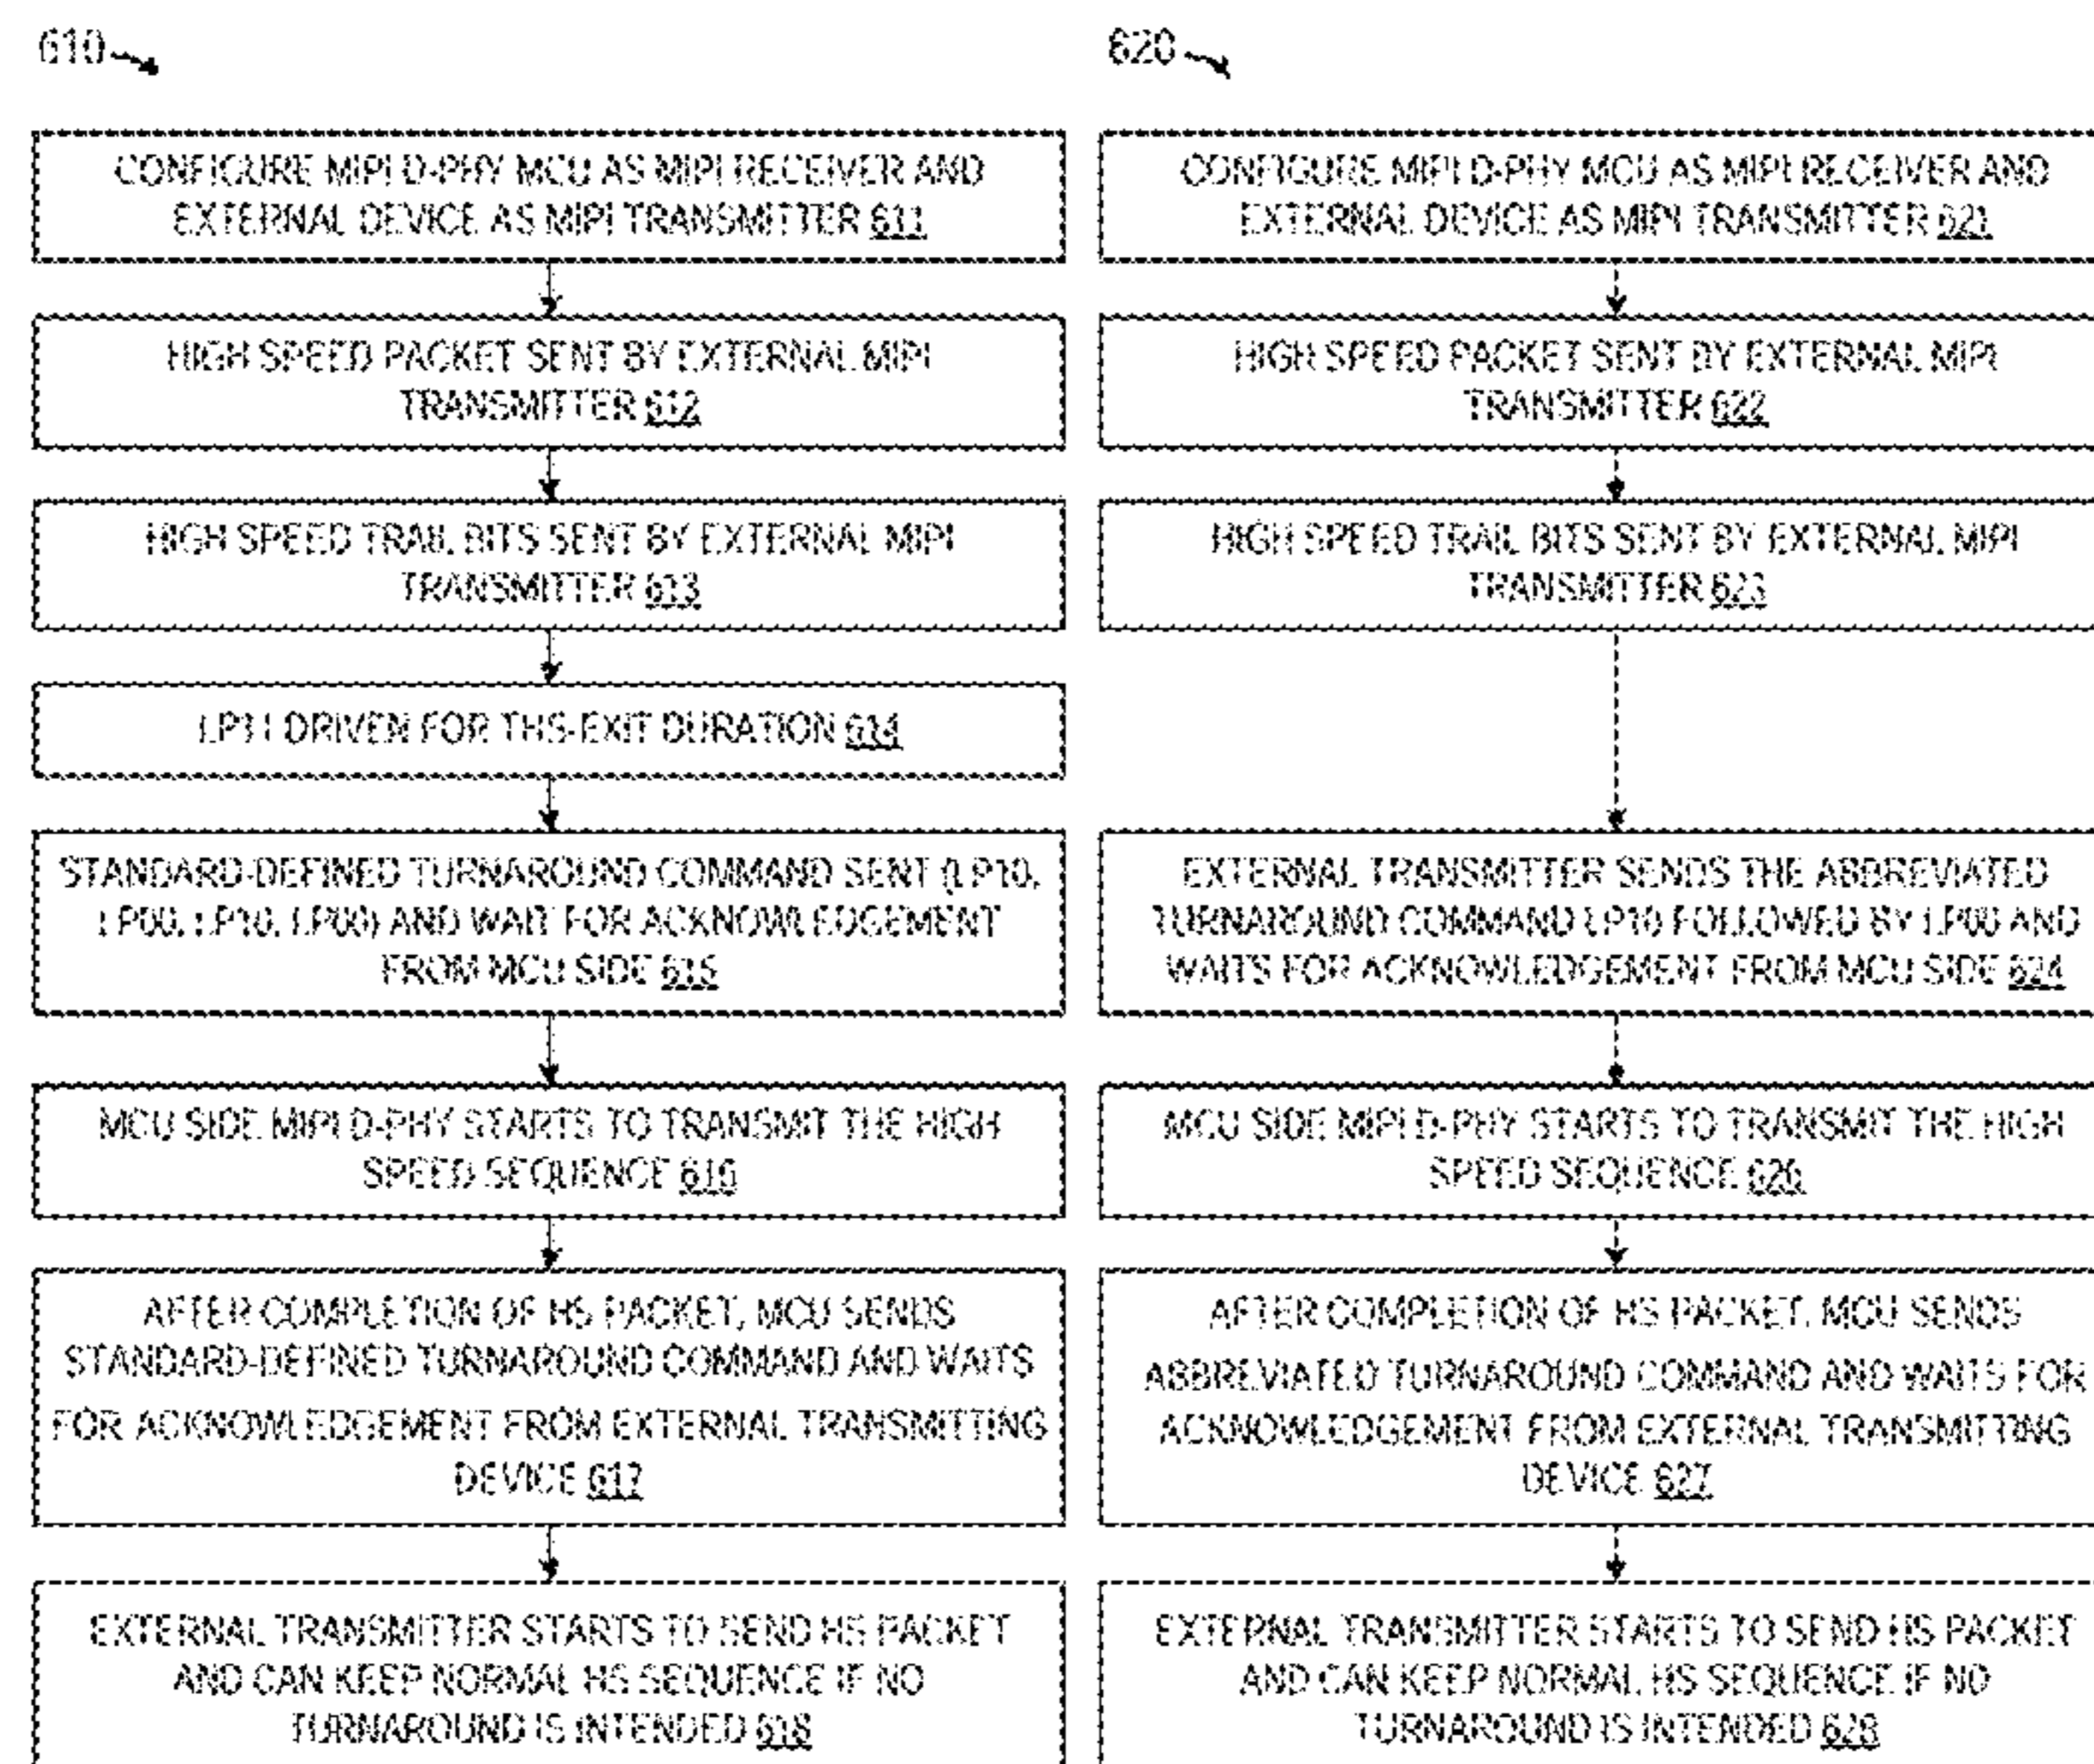 610
CONFIGURE MIPI D-PHY MCU AS MIPI RECEIVER AND
EXTERNAL DEVICE AS MIPI TRANSMITTER 611
HIGH SPEED PACKET SENT BY EXTERNAL MIPI
TRANSMITTER 612
HIGH SPEED TRAIL BITS SENT BY EXTERNAL MIPI
TRANSMITTER 613
LP11 DRIVEN FOR THS-EXIT DURATION 614
STANDARD-DEFINED TURNAROUND COMMAND SENT (LP10,
LP00, LP10, LP00) AND WAIT FOR ACKNOWLEDGEMENT
FROM MCU SIDE 615
MCU SIDE MIPI D-PHY STARTS TO TRANSMIT THE HIGH
SPEED SEQUENCE 616
AFTER COMPLETION OF HS PACKET, MCU SENDS
STANDARD-DEFINED TURNAROUND COMMAND AND WAITS
FOR ACKNOWLEDGEMENT FROM EXTERNAL TRANSMITTING
DEVICE 617
EXTERNAL TRANSMITTER STARTS TO SEND HS PACKET
AND CAN KEEP NORMAL HS SEQUENCE IF NO
TURNAROUND IS INTENDED 618
620
CONFIGURE MIPI D-PHY MCU AS MIPI RECEIVER AND
EXTERNAL DEVICE AS MIPI TRANSMITTER 621
HIGH SPEED PACKET SENT BY EXTERNAL MIPI
TRANSMITTER 622
HIGH SPEED TRAIL BITS SENT BY EXTERNAL MIPI
TRANSMITTER 623
EXTERNAL TRANSMITTER SENDS THE ABBREVIATED
TURNAROUND COMMAND LP10 FOLLOWED BY LP00 AND
WAITS FOR ACKNOWLEDGEMENT FROM MCU SIDE 624
MCU SIDE MIPI D-PHY STARTS TO TRANSMIT THE HIGH
SPEED SEQUENCE 626
AFTER COMPLETION OF HS PACKET, MCU SENDS
ABBREVIATED TURNAROUND COMMAND AND WAITS FOR
ACKNOWLEDGEMENT FROM EXTERNAL TRANSMITTING
DEVICE 627
EXTERNAL TRANSMITTER STARTS TO SEND HS PACKET
AND CAN KEEP NORMAL HS SEQUENCE IF NO
TURNAROUND IS INTENDED 628